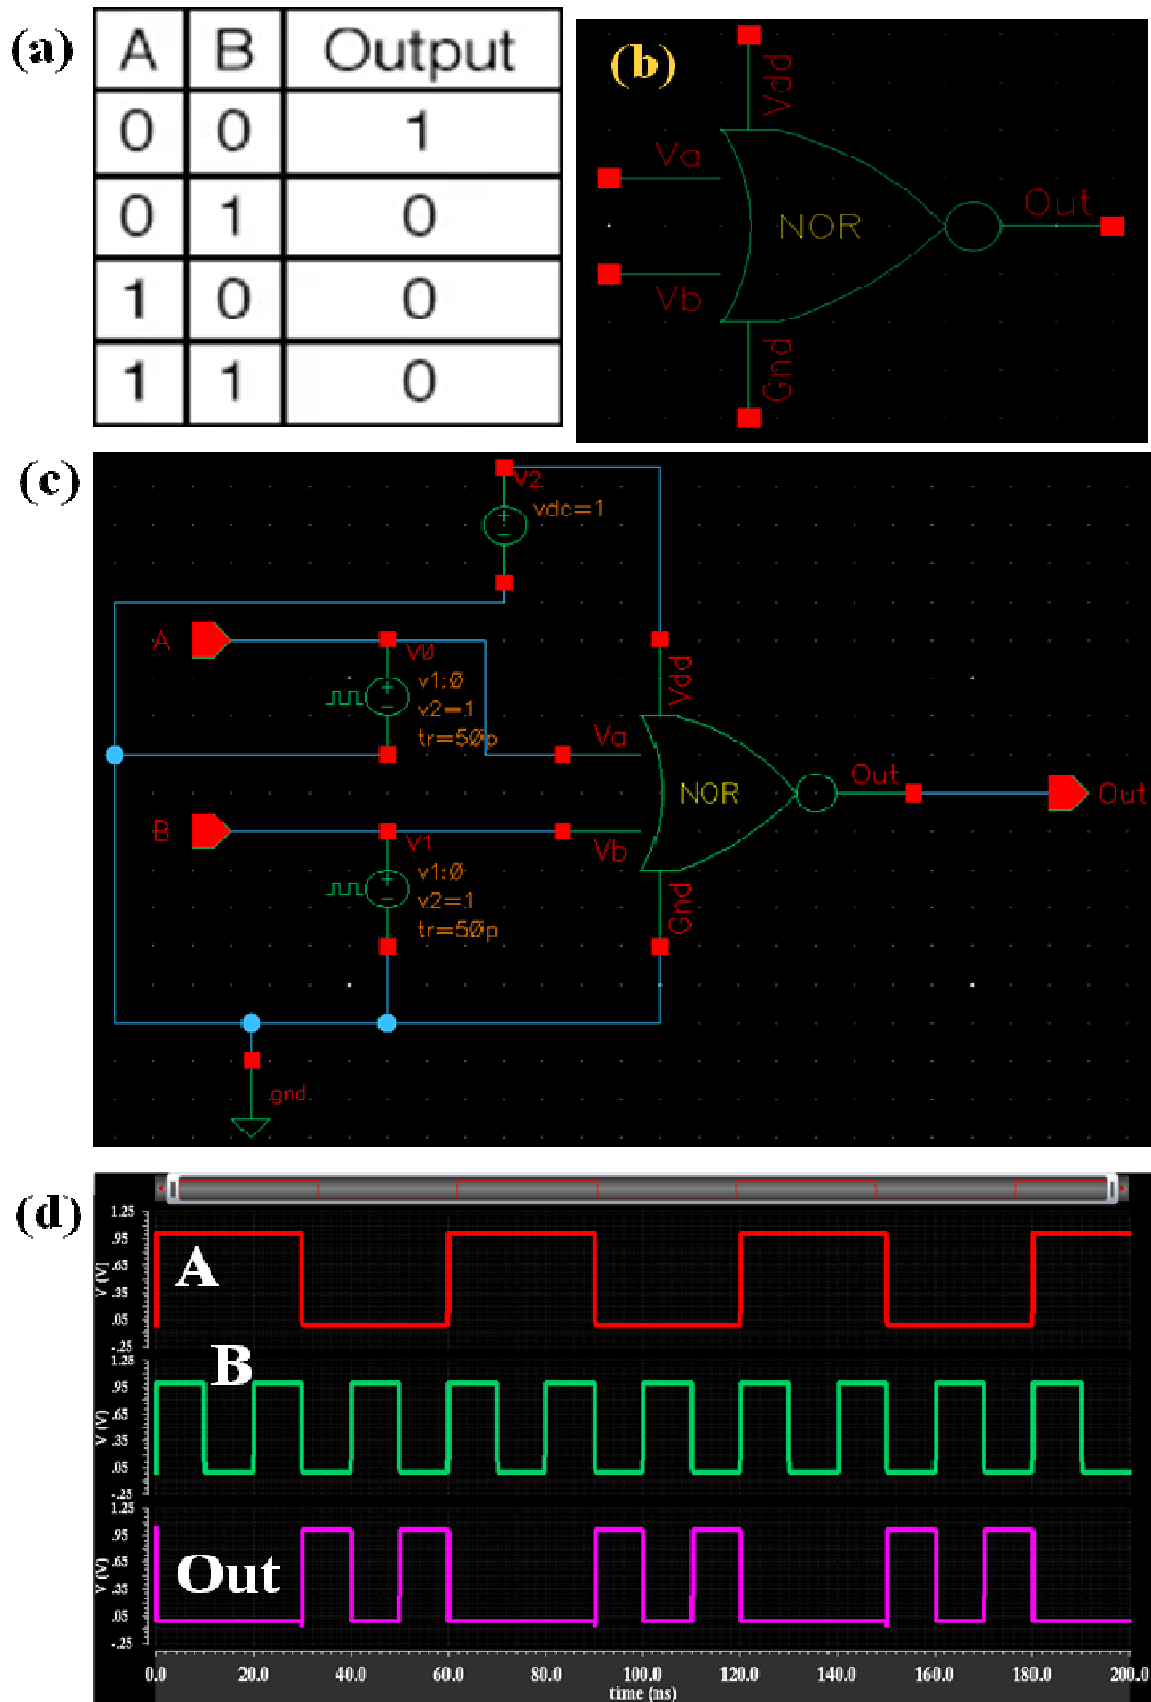 (a)
A B Output
0 0 1
0 1 0
1 0 0
1 1 0
(b)
Vdd
Va
NOR
Out
Vb
Gnd
(c)
V2
vdc=1
A
V0
v1:0
v2=1
tr=50p
Vdd
Va
NOR
Out
Out
B
V1
v1:0
v2=1
tr=50p
Vb
Gnd
gnd
(d)
1.25
.95
.65
.35
.05
-.25
V (V)
A
B
1.25
.95
.65
.35
.05
-.25
V (V)
1.25
.95
.65
.35
.05
-.25
V (V)
Out
0.0 20.0 40.0 60.0 80.0 100.0 120.0 140.0 160.0 180.0 200.0
time (ns)